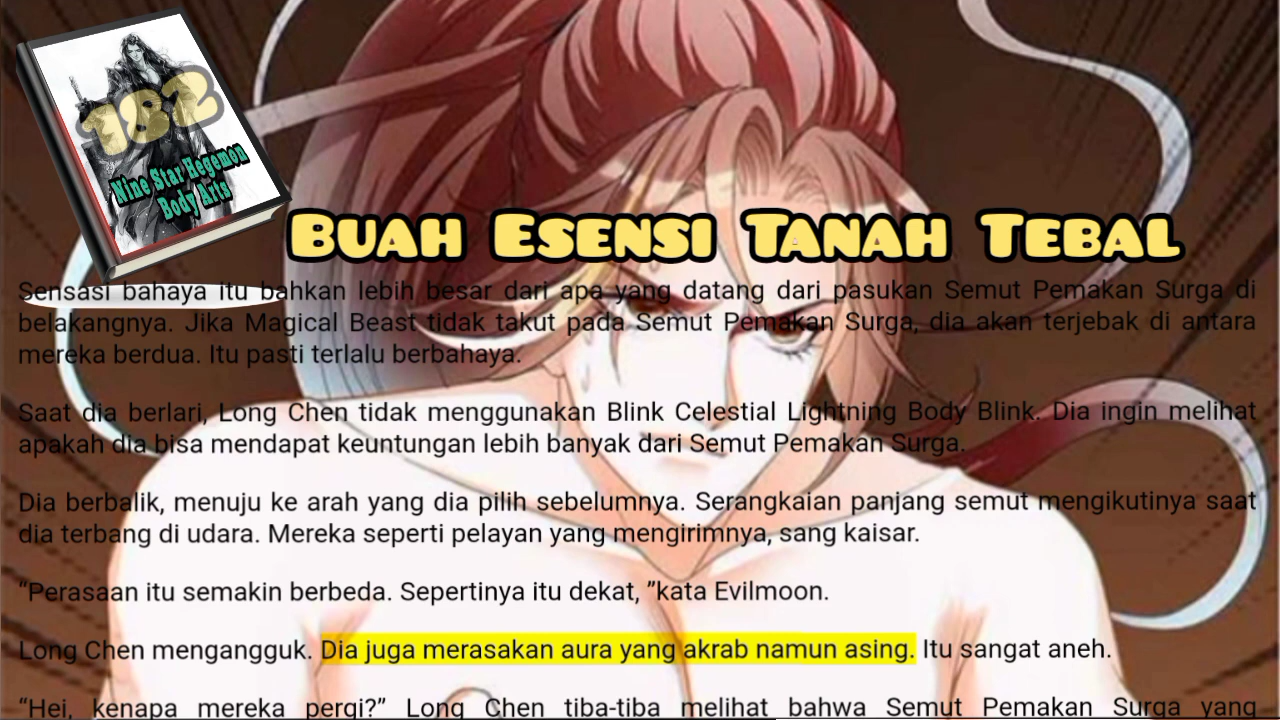 182
Nine Star Hegemon
Body Arts
BUAH ESENSI TANAH TEBAL
Sensasi bahaya itu bahkan lebih besar dari apa yang datang dari pasukan Semut Pemakan Surga di
belakangnya. Jika Magical Beast tidak takut pada Semut Pemakan Surga, dia akan terjebak di antara
mereka berdua. Itu pasti terlalu berbahaya.
Saat dia berlari, Long Chen tidak menggunakan Blink Celestial Lightning Body Blink. Dia ingin melihat
apakah dia bisa mendapat keuntungan lebih banyak dari Semut Pemakan Surga.
Dia berbalik, menuju ke arah yang dia pilih sebelumnya. Serangkaian panjang semut mengikutinya saat
dia terbang di udara. Mereka seperti pelayan yang mengirimnya, sang kaisar.
“Perasaan itu semakin berbeda. Sepertinya itu dekat, ”kata Evilmoon.
Long Chen mengangguk. Dia juga merasakan aura yang akrab namun asing. Itu sangat aneh.
“Hei, kenapa mereka pergi?” Long Chen tiba-tiba melihat bahwa Semut Pemakan Surga yang